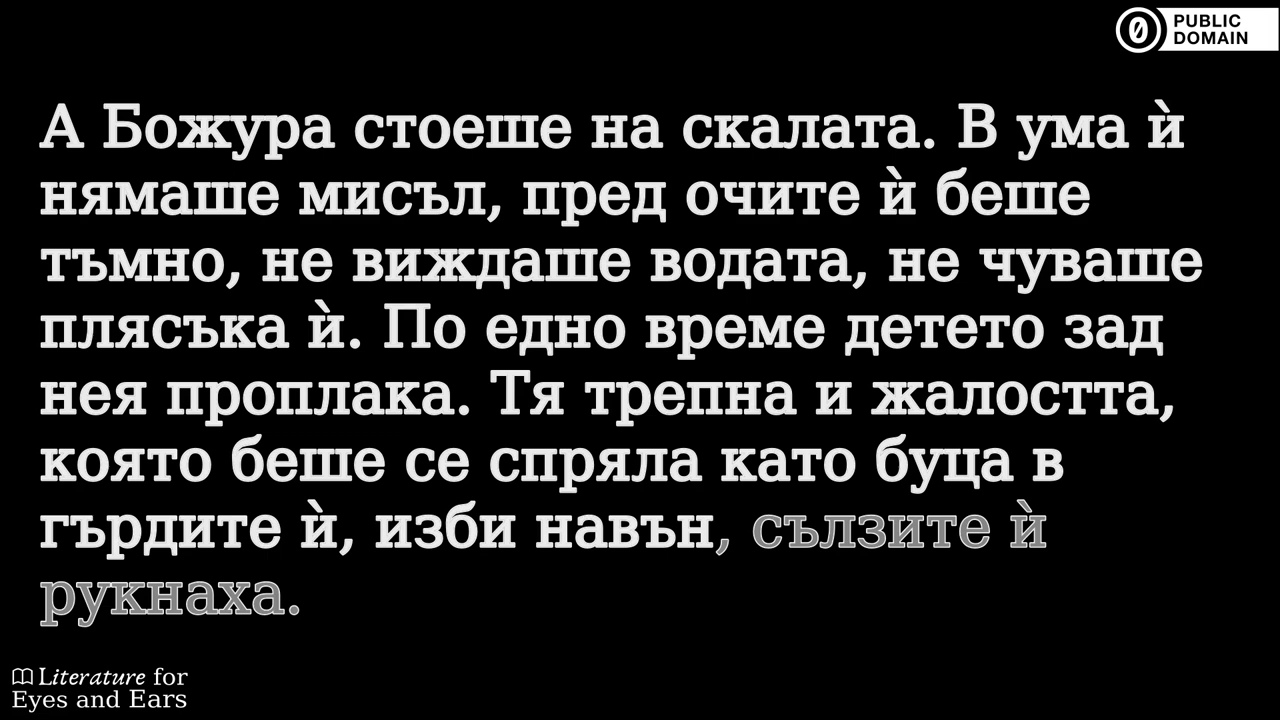 PUBLIC
DOMAIN
А Божура стоеше на скалата. В ума ѝ
нямаше мисъл, пред очите ѝ беше
тъмно, не виждаше водата, не чуваше
плясъка ѝ. По едно време детето зад
нея проплака. Тя трепна и жалостта,
която беше се спряла като буца в
гърдите ѝ, изби навън, сълзите ѝ
рукнаха.
Literature for
Eyes and Ears